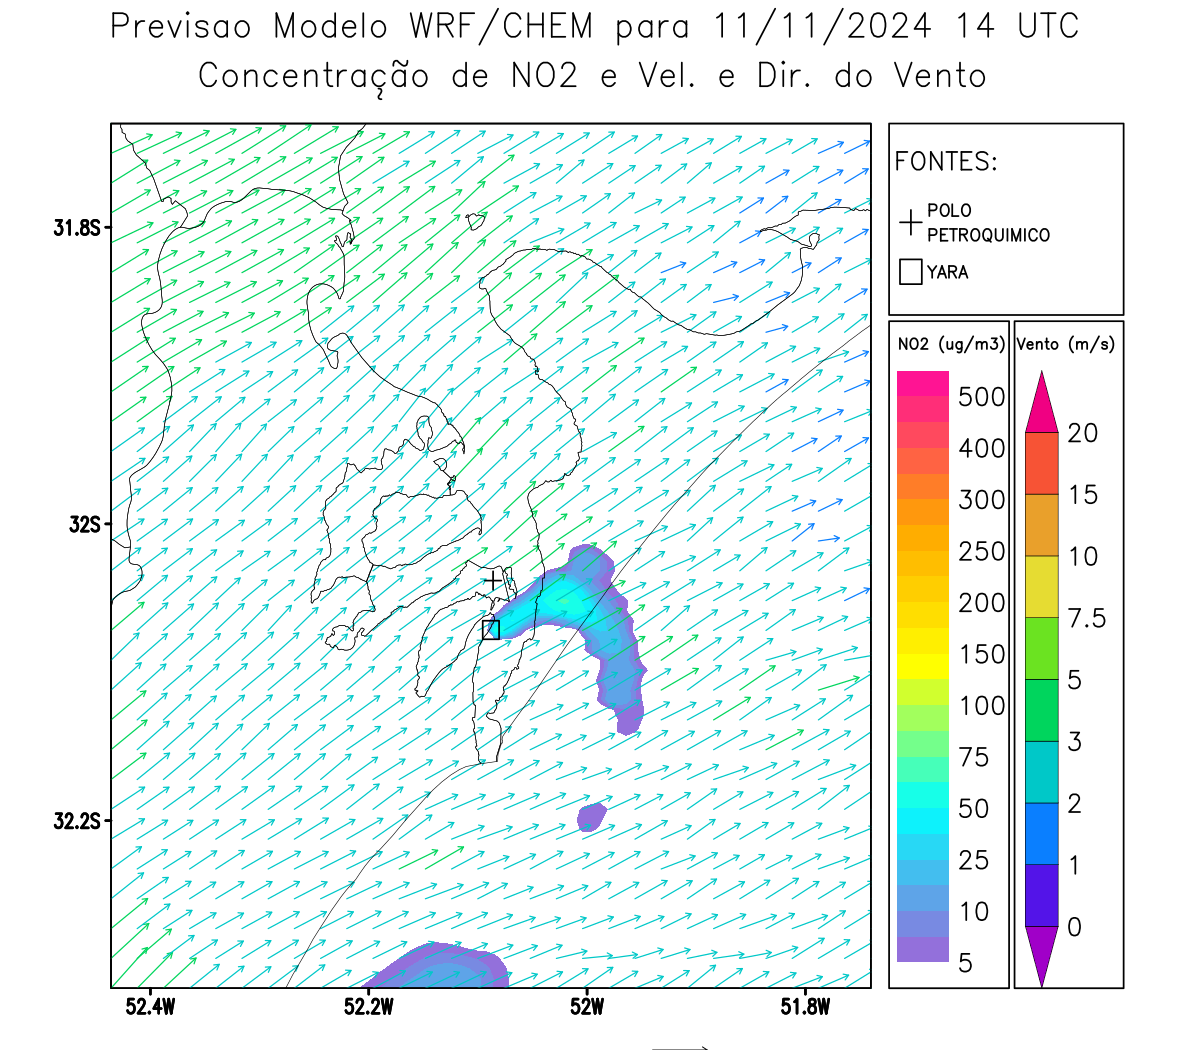 Previsao Modelo WRF/CHEM para 11/11/2024 14 UTC
Concentração de NO2 e Vel. e Dir. do Vento
FONTES:
POLO
PETROQUIMICO
YARA
NO2 (ug/m3)
500
400
300
250
200
150
100
75
50
25
10
5
Vento (m/s)
20
15
10
7.5
5
3
2
1
0
31.8S
32S
32.2S
52.4W 52.2W 52W 51.8W